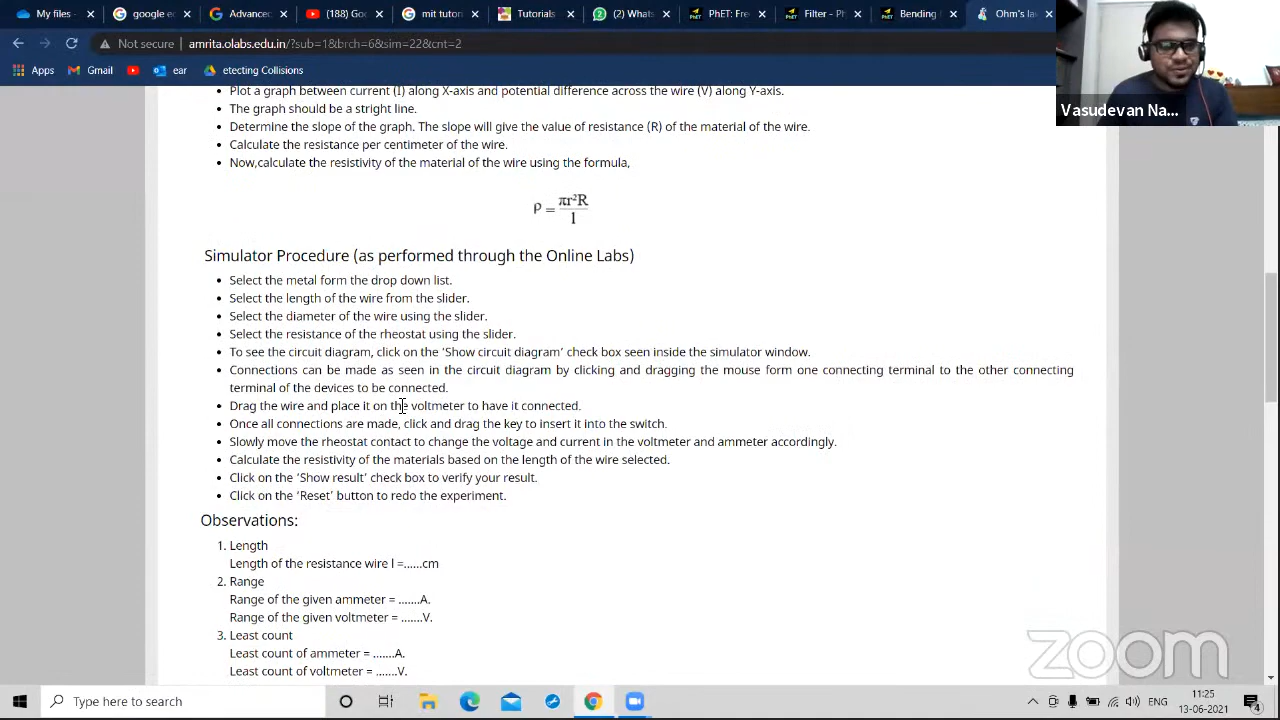 My files -
google ec
(188) Go
mit tutor
Tutorials
(2) Whats
PhET: Fre
Filter - Ph
Bending
Ohm's la
Not secure
amrita.olabs.edu.in/?sub=1&brch=6&sim=22&cnt=2
Apps
Gmail
ear
etecting Collisions
Vasudevan Na...
Plot a graph between current (I) along X-axis and potential difference across the wire (V) along Y-axis.
The graph should be a stright line.
Determine the slope of the graph. The slope will give the value of resistance (R) of the material of the wire.
Calculate the resistance per centimeter of the wire.
Now,calculate the resistivity of the material of the wire using the formula,
ρ = πr²R / l
Simulator Procedure (as performed through the Online Labs)
Select the metal form the drop down list.
Select the length of the wire from the slider.
Select the diameter of the wire using the slider.
Select the resistance of the rheostat using the slider.
To see the circuit diagram, click on the ‘Show circuit diagram’ check box seen inside the simulator window.
Connections can be made as seen in the circuit diagram by clicking and dragging the mouse form one connecting terminal to the other connecting
terminal of the devices to be connected.
Drag the wire and place it on the voltmeter to have it connected.
Once all connections are made, click and drag the key to insert it into the switch.
Slowly move the rheostat contact to change the voltage and current in the voltmeter and ammeter accordingly.
Calculate the resistivity of the materials based on the length of the wire selected.
Click on the ‘Show result’ check box to verify your result.
Click on the ‘Reset’ button to redo the experiment.
Observations:
1. Length
Length of the resistance wire l =......cm
2. Range
Range of the given ammeter = .......A.
Range of the given voltmeter = .......V.
3. Least count
Least count of ammeter = .......A.
Least count of voltmeter = .......V.
zoom
Type here to search
ENG
11:25
13-06-2021
4